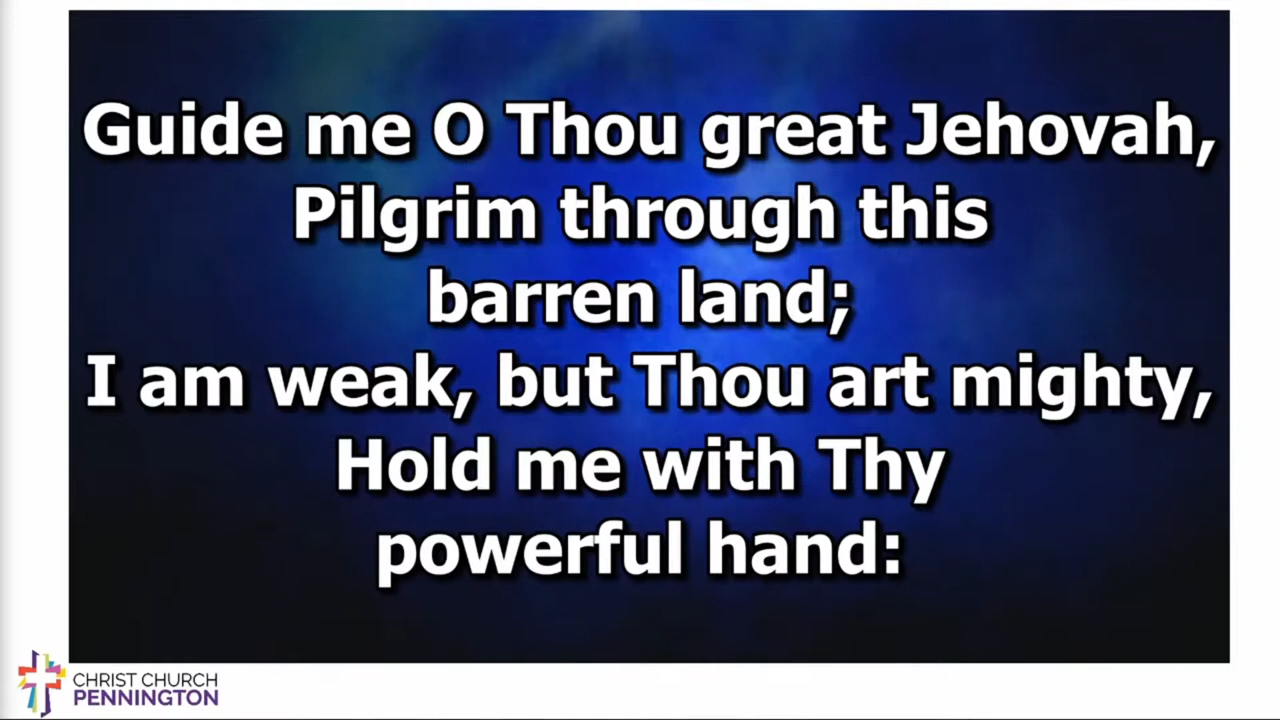 Guide me O Thou great Jehovah,
Pilgrim through this
barren land;
I am weak, but Thou art mighty,
Hold me with Thy
powerful hand:
CHRIST CHURCH
PENNINGTON